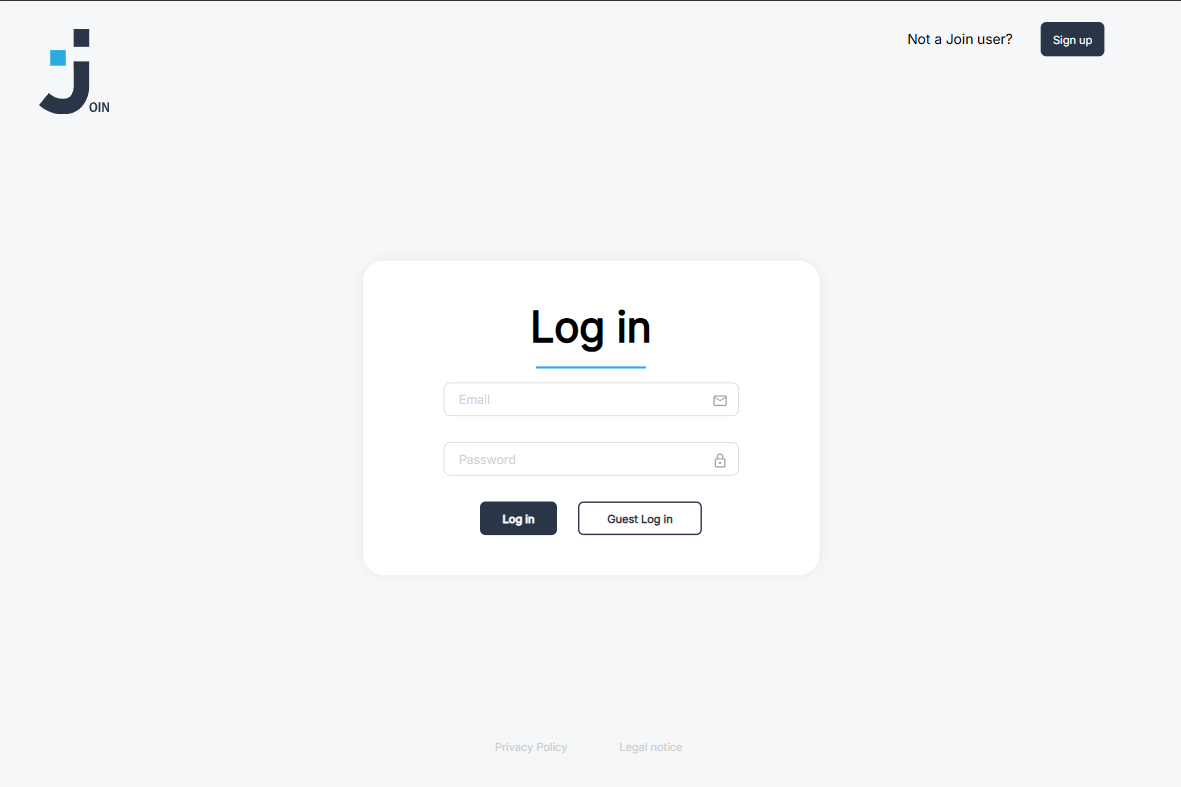 Not a Join user?
Sign up
JOIN
Log in
Email
Password
Log in
Guest Log in
Privacy Policy
Legal notice